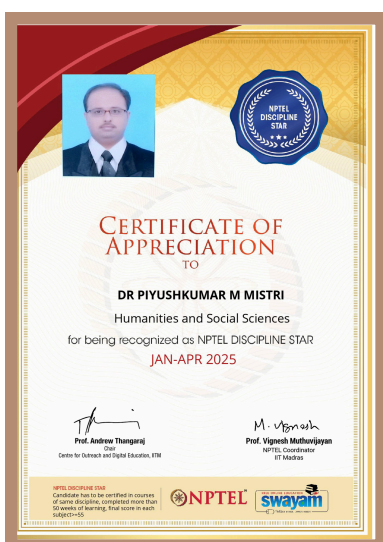 NPTEL
DISCIPLINE
STAR
CERTIFICATE OF
APPRECIATION
TO
DR PIYUSHKUMAR M MISTRI
Humanities and Social Sciences
for being recognized as NPTEL DISCIPLINE STAR
JAN-APR 2025
M. Vignesh
Prof. Andrew Thangaraj
Chair
Centre for Outreach and Digital Education, IITM
Prof. Vignesh Muthuvijayan
NPTEL Coordinator
IIT Madras
NPTEL DISCIPLINE STAR
Candidate has to be certified in courses
of same discipline, completed more than
50 weeks of learning, final score in each
subject>=55
NPTEL
swayam